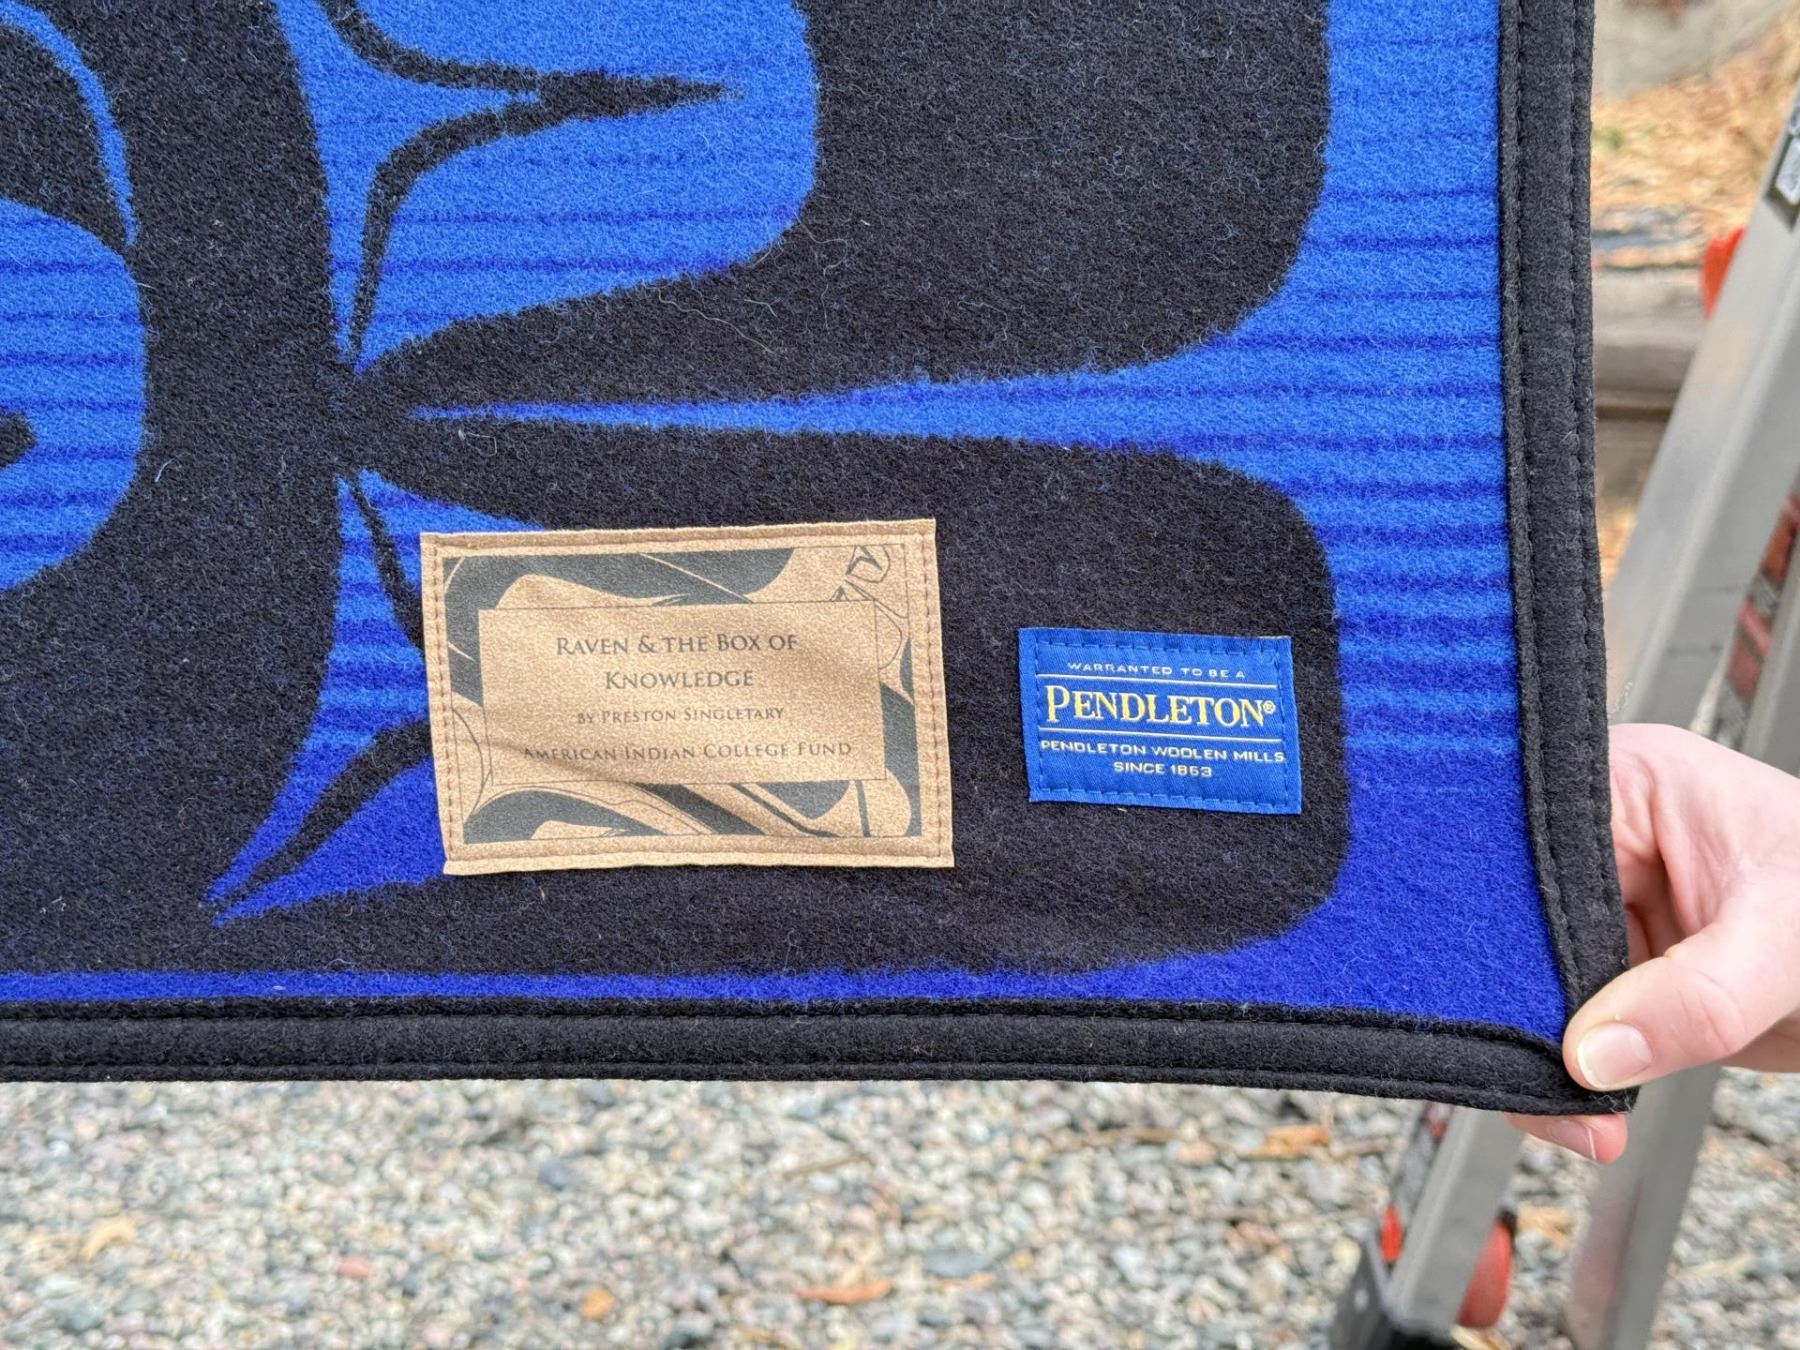 RAVEN & THE BOX OF
KNOWLEDGE
BY PRESTON SINGLETARY
AMERICAN INDIAN COLLEGE FUND
WARRANTED TO BE A
PENDLETON®
PENDLETON WOOLEN MILLS
SINCE 1863